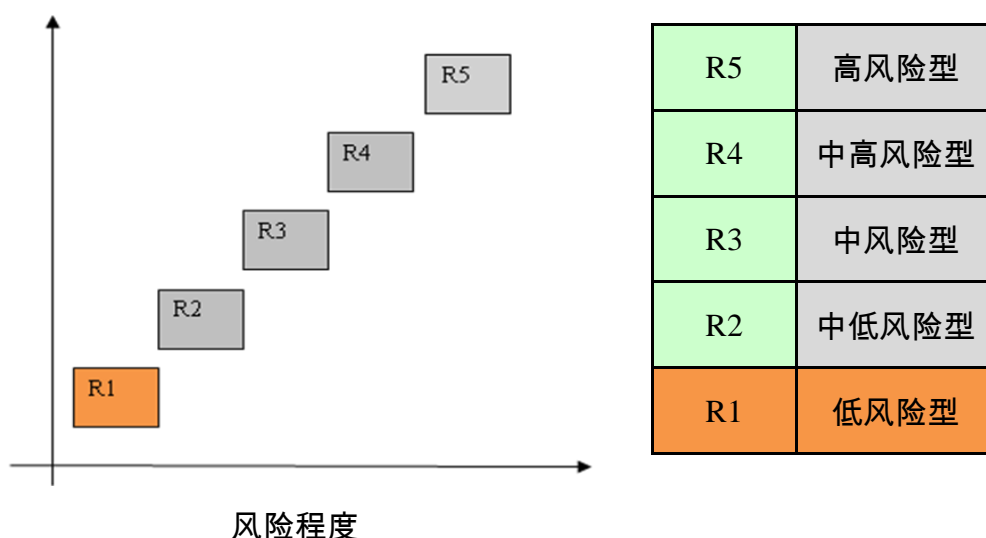 R5
R4
R3
R2
R1
风险程度
R5 高风险型
R4 中高风险型
R3 中风险型
R2 中低风险型
R1 低风险型